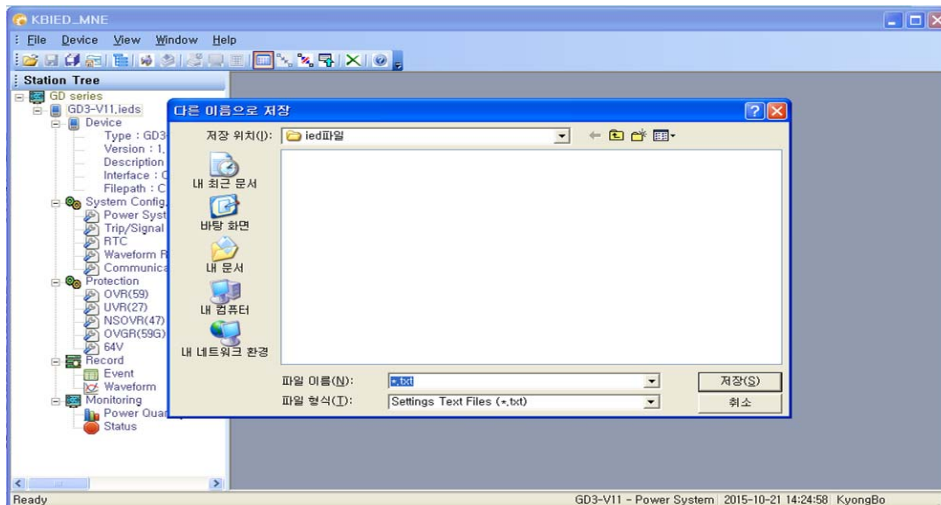 KBIED_MNE
File Device View Window Help
Station Tree
GD series
GD3-V11.ieds
Device
Type : GD3
Version : 1.
Description
Interface :
Filepath : C
System Config.
Power Syst
Trip/Signal
RTC
Waveform R
Communica
Protection
OVR(59)
UVR(27)
NSOVR(47)
OVGR(59G)
64V
Record
Event
Waveform
Monitoring
Power Qua
Status
다른 이름으로 저장
저장 위치(I): ied파일
내 최근 문서
바탕 화면
내 문서
내 컴퓨터
내 네트워크 환경
파일 이름(N): *.txt 저장(S)
파일 형식(T): Settings Text Files (*.txt) 취소
Ready GD3-V11 - Power System 2015-10-21 14:24:58 KyongBo